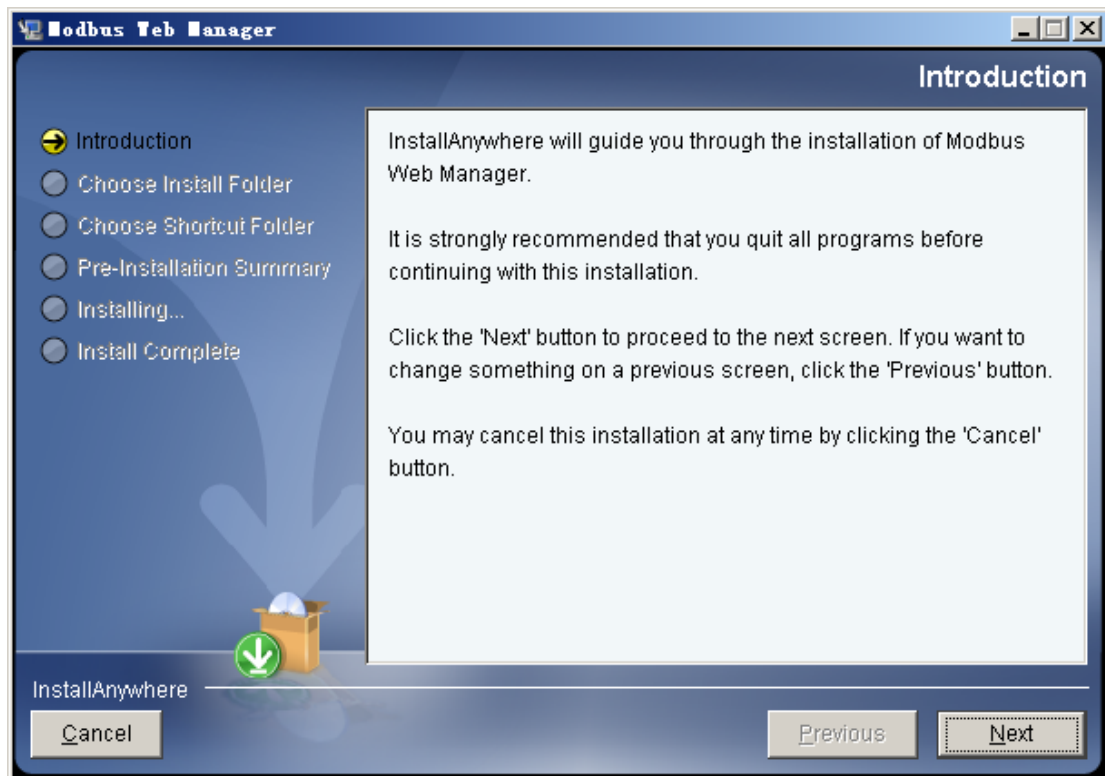 Modbus Web Manager
Introduction
Introduction
Choose Install Folder
Choose Shortcut Folder
Pre-Installation Summary
Installing...
Install Complete
InstallAnywhere will guide you through the installation of Modbus
Web Manager.
It is strongly recommended that you quit all programs before
continuing with this installation.
Click the 'Next' button to proceed to the next screen. If you want to
change something on a previous screen, click the 'Previous' button.
You may cancel this installation at any time by clicking the 'Cancel'
button.
InstallAnywhere
Cancel
Previous
Next